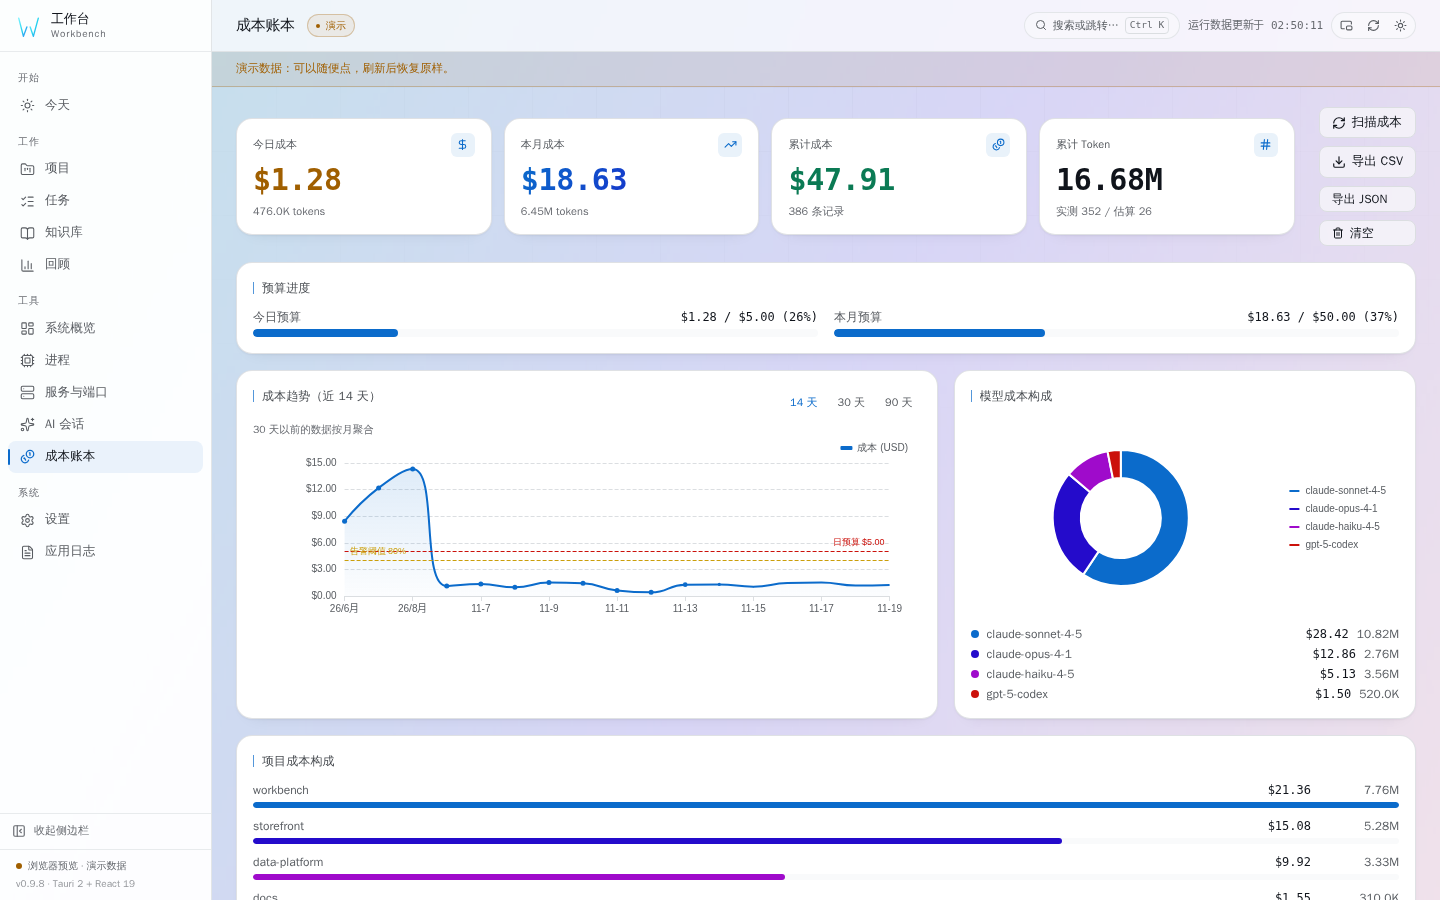 工作台
Workbench
开始
今天
工作
项目
任务
知识库
回顾
工具
系统概览
进程
服务与端口
AI 会话
成本账本
系统
设置
应用日志
收起侧边栏
浏览器预览 · 演示数据
v0.9.8 · Tauri 2 + React 19
成本账本
演示
搜索或跳转…
Ctrl K
运行数据更新于 02:50:11
演示数据：可以随便点，刷新后恢复原样。
今日成本
$1.28
476.0K tokens
本月成本
$18.63
6.45M tokens
累计成本
$47.91
386 条记录
累计 Token
16.68M
实测 352 / 估算 26
扫描成本
导出 CSV
导出 JSON
清空
预算进度
今日预算
$1.28 / $5.00 (26%)
本月预算
$18.63 / $50.00 (37%)
成本趋势（近 14 天）
14 天
30 天
90 天
30 天以前的数据按月聚合
成本 (USD)
$15.00
$12.00
$9.00
$6.00
$3.00
$0.00
日预算 $5.00
告警阈值 80%
26/6月
26/8月
11-7
11-9
11-11
11-13
11-15
11-17
11-19
模型成本构成
claude-sonnet-4-5
claude-opus-4-1
claude-haiku-4-5
gpt-5-codex
claude-sonnet-4-5 $28.42 10.82M
claude-opus-4-1 $12.86 2.76M
claude-haiku-4-5 $5.13 3.56M
gpt-5-codex $1.50 520.0K
项目成本构成
workbench $21.36 7.76M
storefront $15.08 5.28M
data-platform $9.92 3.33M
docs $1.55 310.0K